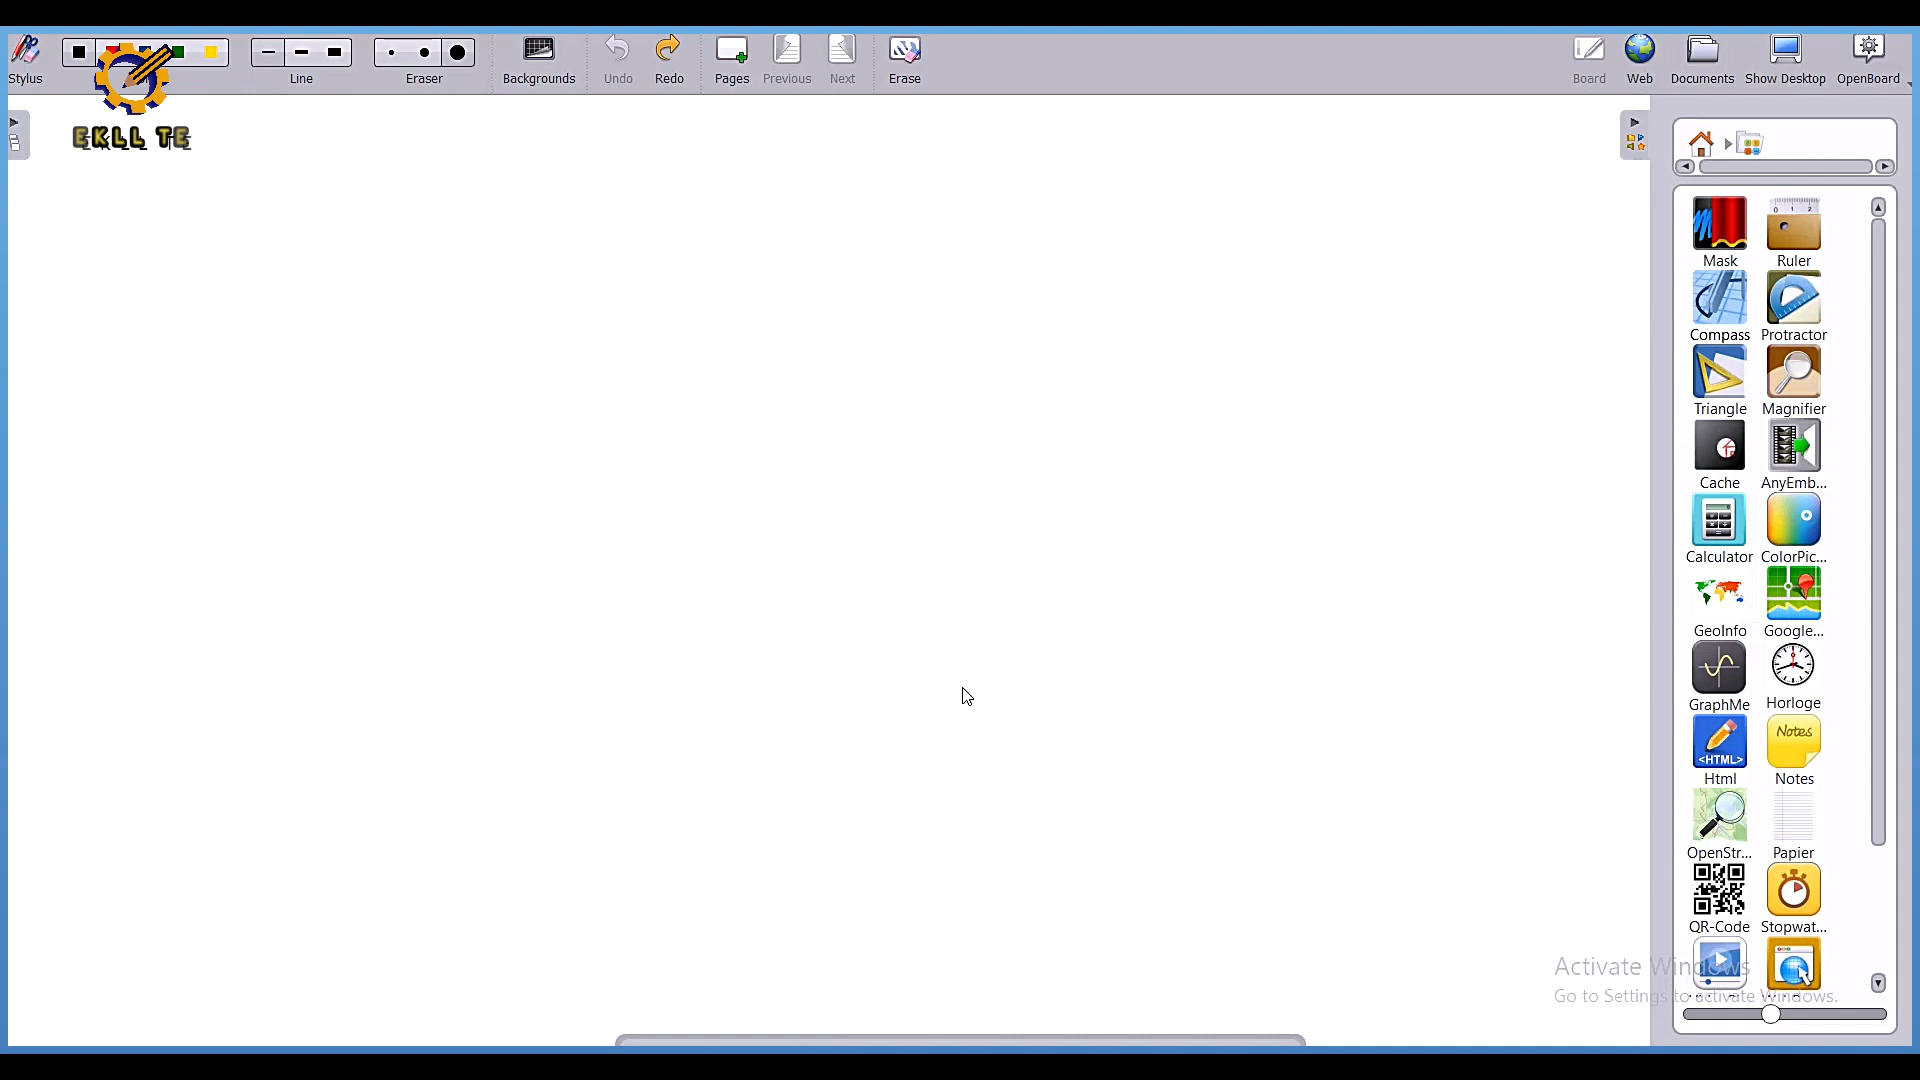 Stylus
Line
Eraser
Backgrounds
Undo
Redo
Pages
Previous
Next
Erase
Board
Web
Documents
Show Desktop
OpenBoard
EKLL TE
Mask
Ruler
Compass
Protractor
Triangle
Magnifier
Cache
AnyEmb...
Calculator
ColorPic...
GeoInfo
Google...
GraphMe
Horloge
<HTML>
Notes
Html
Notes
OpenStr...
Papier
QR-Code
Stopwat...
Activate Windows
Go to Settings to activate Windows.